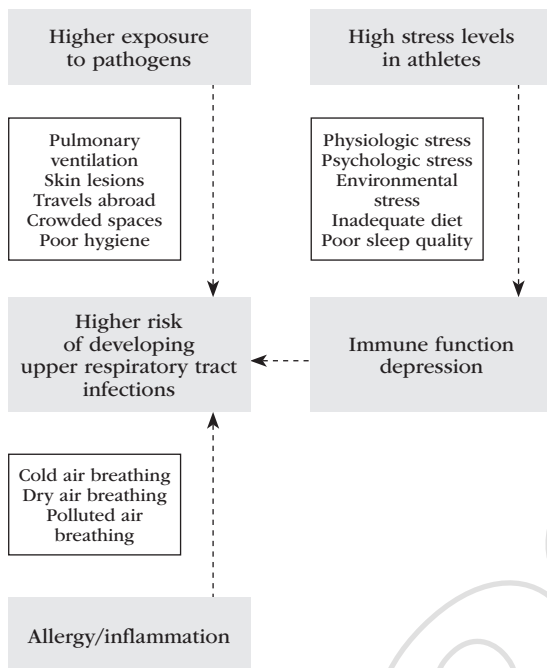 Higher exposure
to pathogens
High stress levels
in athletes
Pulmonary
ventilation
Skin lesions
Travels abroad
Crowded spaces
Poor hygiene
Physiologic stress
Psychologic stress
Environmental
stress
Inadequate diet
Poor sleep quality
Higher risk
of developing
upper respiratory tract
infections
Immune function
depression
Cold air breathing
Dry air breathing
Polluted air
breathing
Allergy/inflammation